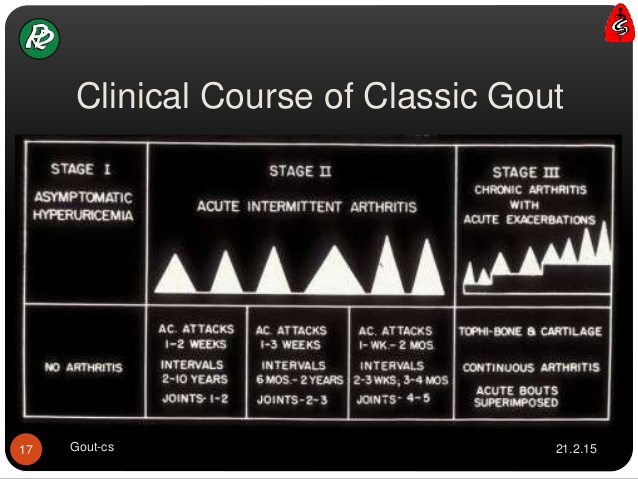 Clinical Course of Classic Gout
STAGE I
ASYMPTOMATIC
HYPERURICEMIA
STAGE II
ACUTE INTERMITTENT ARTHRITIS
STAGE III
CHRONIC ARTHRITIS
WITH
ACUTE EXACERBATIONS
NO ARTHRITIS
AC. ATTACKS
1-2 WEEKS
INTERVALS
2-10 YEARS
JOINTS- 1-2
AC. ATTACKS
1-3 WEEKS
INTERVALS
6 MOS.- 2 YEARS
JOINTS-2-3
AC. ATTACKS
1- WK.- 2 MOS.
INTERVALS
2-3 WKS, 3-4 MOS
JOINTS- 4-5
TOPHI-BONE & CARTILAGE
CONTINUOUS ARTHRITIS
ACUTE BOUTS
SUPERIMPOSED
17
Gout-cs
21.2.15